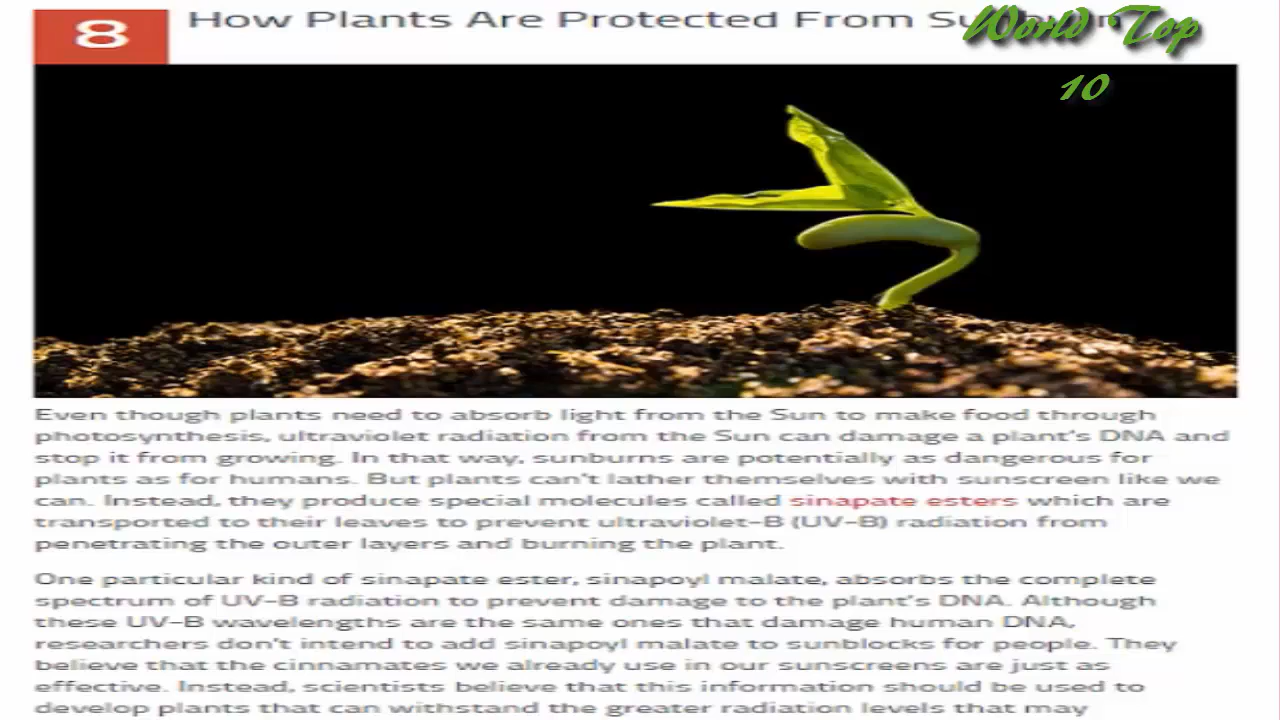 8
How Plants Are Protected From
World Top
10
Even though plants need to absorb light from the Sun to make food through
photosynthesis, ultraviolet radiation from the Sun can damage a plant's DNA and
stop it from growing. In that way, sunburns are potentially as dangerous for
plants as for humans. But plants can't lather themselves with sunscreen like we
can. Instead, they produce special molecules called sinapate esters which are
transported to their leaves to prevent ultraviolet-B (UV-B) radiation from
penetrating the outer layers and burning the plant.
One particular kind of sinapate ester, sinapoyl malate, absorbs the complete
spectrum of UV-B radiation to prevent damage to the plant's DNA. Although
these UV-B wavelengths are the same ones that damage human DNA,
researchers don't intend to add sinapoyl malate to sunblocks for people. They
believe that the cinnamates we already use in our sunscreens are just as
effective. Instead, scientists believe that this information should be used to
develop plants that can withstand the greater radiation levels that may